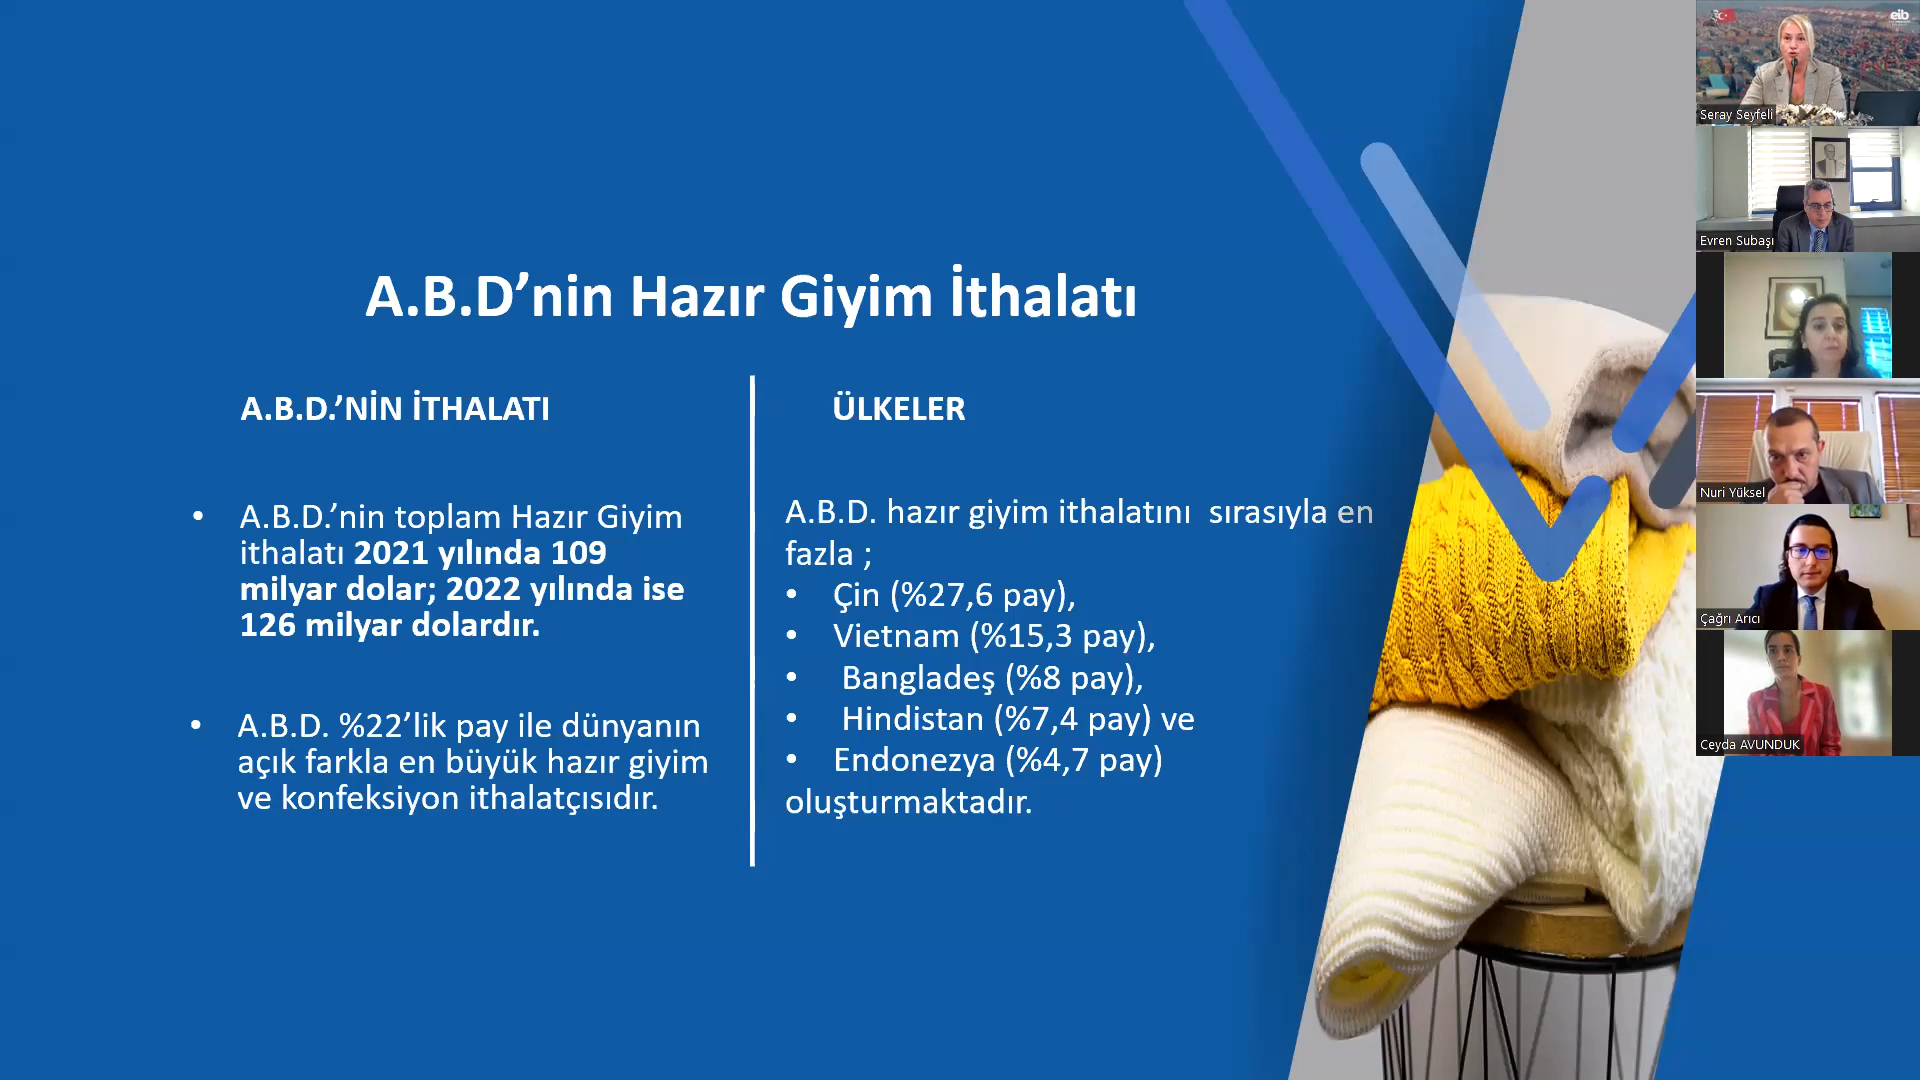 A.B.D’nin Hazır Giyim İthalatı
A.B.D.’NİN İTHALATI
• A.B.D.’nin toplam Hazır Giyim
ithalatı 2021 yılında 109
milyar dolar; 2022 yılında ise
126 milyar dolardır.
• A.B.D. %22’lik pay ile dünyanın
açık farkla en büyük hazır giyim
ve konfeksiyon ithalatçısıdır.
ÜLKELER
A.B.D. hazır giyim ithalatını sırasıyla en
fazla ;
• Çin (%27,6 pay),
• Vietnam (%15,3 pay),
• Bangladeş (%8 pay),
• Hindistan (%7,4 pay) ve
• Endonezya (%4,7 pay)
oluşturmaktadır.
eib
Seray Seyfeli
Evren Subaşı
Nuri Yüksel
Çağrı Arıcı
Ceyda AVUNDUK